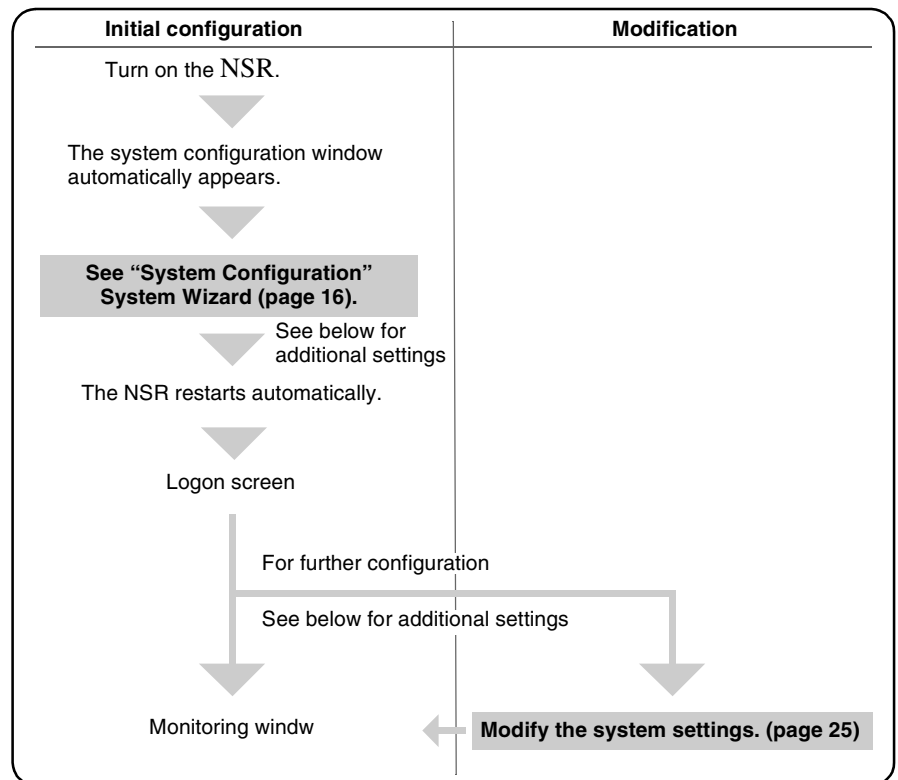 Initial configuration
Modification
Turn on the NSR.
The system configuration window
automatically appears.
See “System Configuration”
System Wizard (page 16).
See below for
additional settings
The NSR restarts automatically.
Logon screen
For further configuration
See below for additional settings
Monitoring windw
Modify the system settings. (page 25)